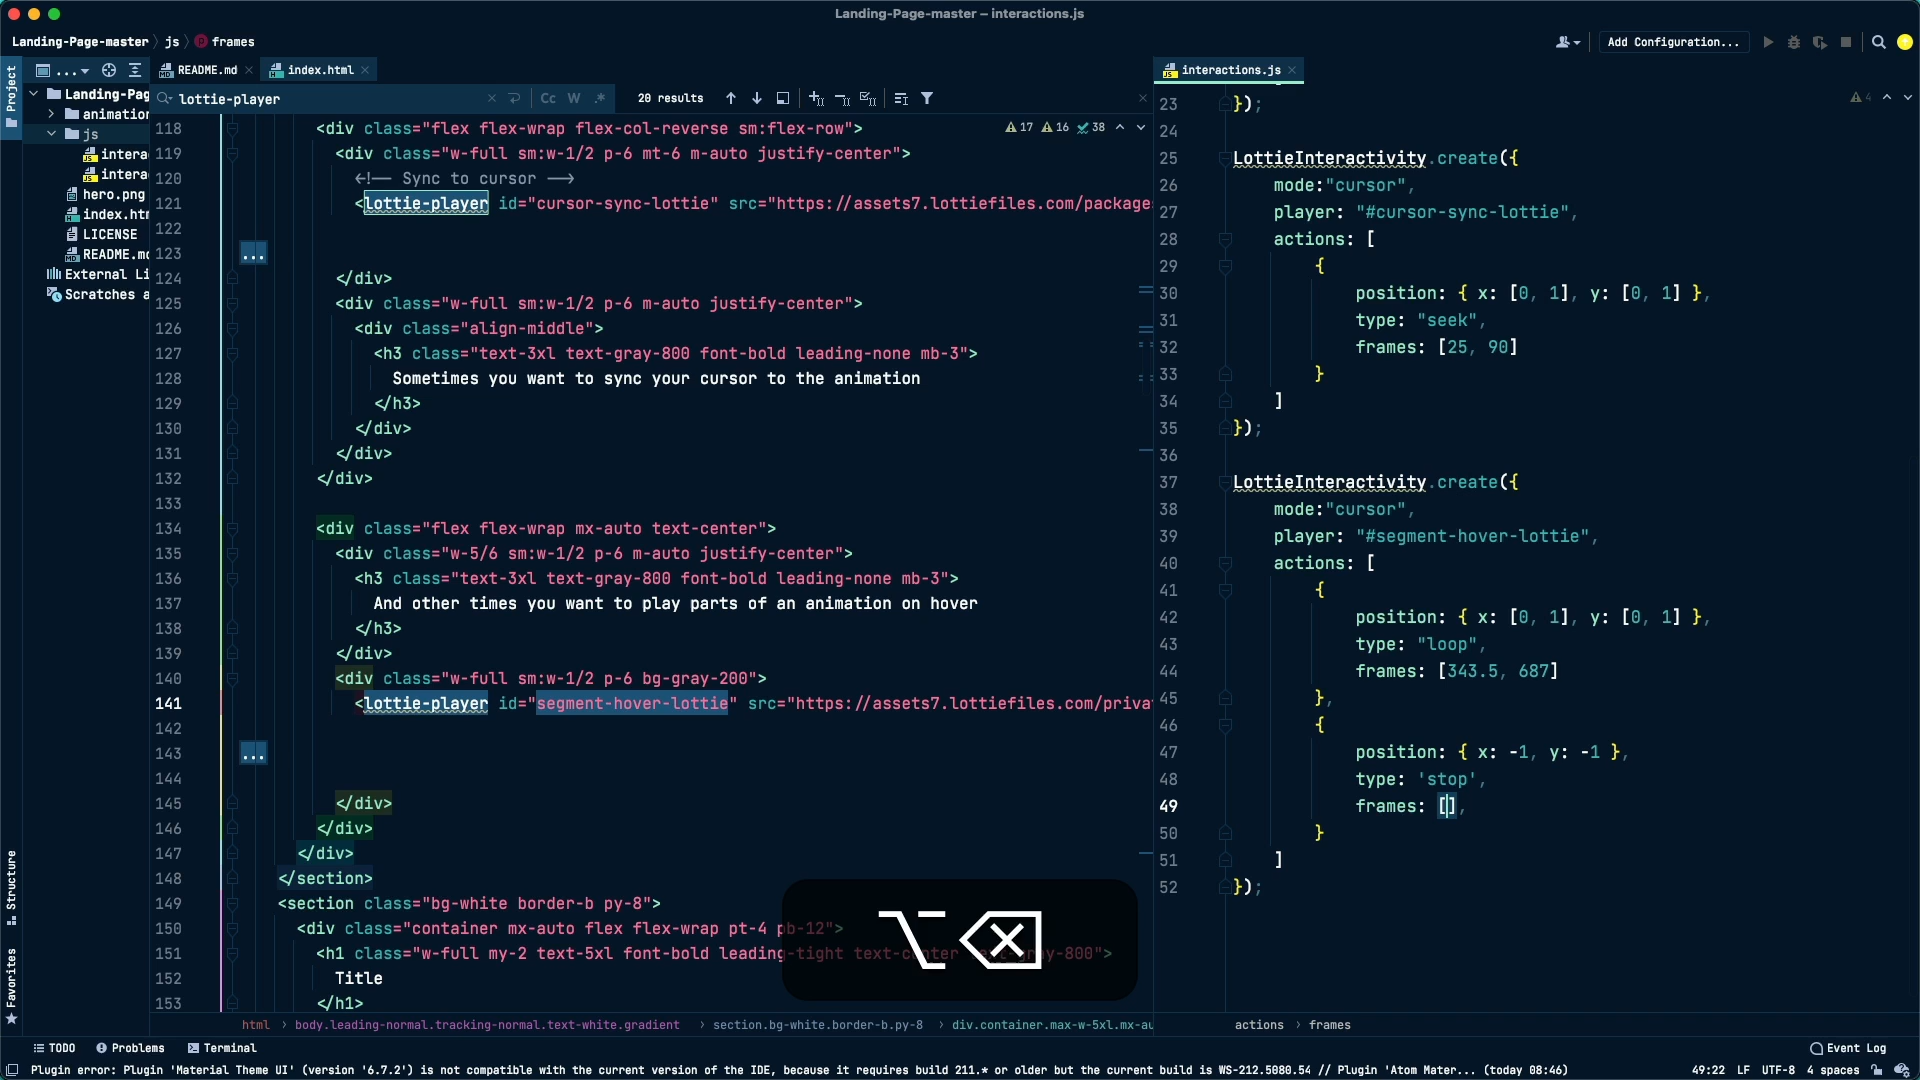 Landing-Page-master – interactions.js
Landing-Page-master js frames
Add Configuration...
Project
... README.md index.html interactions.js
Landing-Pag
animation
js
intera
intera
hero.png
index.htm
LICENSE
README.md
External Li
Scratches a
lottie-player Cc W .* 20 results
17 16 38
4
118 <div class="flex flex-wrap flex-col-reverse sm:flex-row">
119 <div class="w-full sm:w-1/2 p-6 mt-6 m-auto justify-center">
120 <!-- Sync to cursor -->
121 <lottie-player id="cursor-sync-lottie" src="https://assets7.lottiefiles.com/packages
122
123 ...
124 </div>
125 <div class="w-full sm:w-1/2 p-6 m-auto justify-center">
126 <div class="align-middle">
127 <h3 class="text-3xl text-gray-800 font-bold leading-none mb-3">
128 Sometimes you want to sync your cursor to the animation
129 </h3>
130 </div>
131 </div>
132 </div>
133
134 <div class="flex flex-wrap mx-auto text-center">
135 <div class="w-5/6 sm:w-1/2 p-6 m-auto justify-center">
136 <h3 class="text-3xl text-gray-800 font-bold leading-none mb-3">
137 And other times you want to play parts of an animation on hover
138 </h3>
139 </div>
140 <div class="w-full sm:w-1/2 p-6 bg-gray-200">
141 <lottie-player id="segment-hover-lottie" src="https://assets7.lottiefiles.com/priva
142
143 ...
144
145 </div>
146 </div>
147 </div>
148 </section>
149 <section class="bg-white border-b py-8">
150 <div class="container mx-auto flex flex-wrap pt-4 pb-12">
151 <h1 class="w-full my-2 text-5xl font-bold leading-tight text-center text-gray-800">
152 Title
153 </h1>
23 });
24
25 LottieInteractivity.create({
26 mode:"cursor",
27 player: "#cursor-sync-lottie",
28 actions: [
29 {
30 position: { x: [0, 1], y: [0, 1] },
31 type: "seek",
32 frames: [25, 90]
33 }
34 ]
35 });
36
37 LottieInteractivity.create({
38 mode:"cursor",
39 player: "#segment-hover-lottie",
40 actions: [
41 {
42 position: { x: [0, 1], y: [0, 1] },
43 type: "loop",
44 frames: [343.5, 687]
45 },
46 {
47 position: { x: -1, y: -1 },
48 type: 'stop',
49 frames: [],
50 }
51 ]
52 });
⌥⌫
Structure
Favorites
html body.leading-normal.tracking-normal.text-white.gradient section.bg-white.border-b.py-8 div.container.max-w-5xl.mx-au
actions frames
TODO Problems Terminal Event Log
Plugin error: Plugin 'Material Theme UI' (version '6.7.2') is not compatible with the current version of the IDE, because it requires build 211.* or older but the current build is WS-212.5080.54 // Plugin 'Atom Mater... (today 08:46) 49:22 LF UTF-8 4 spaces